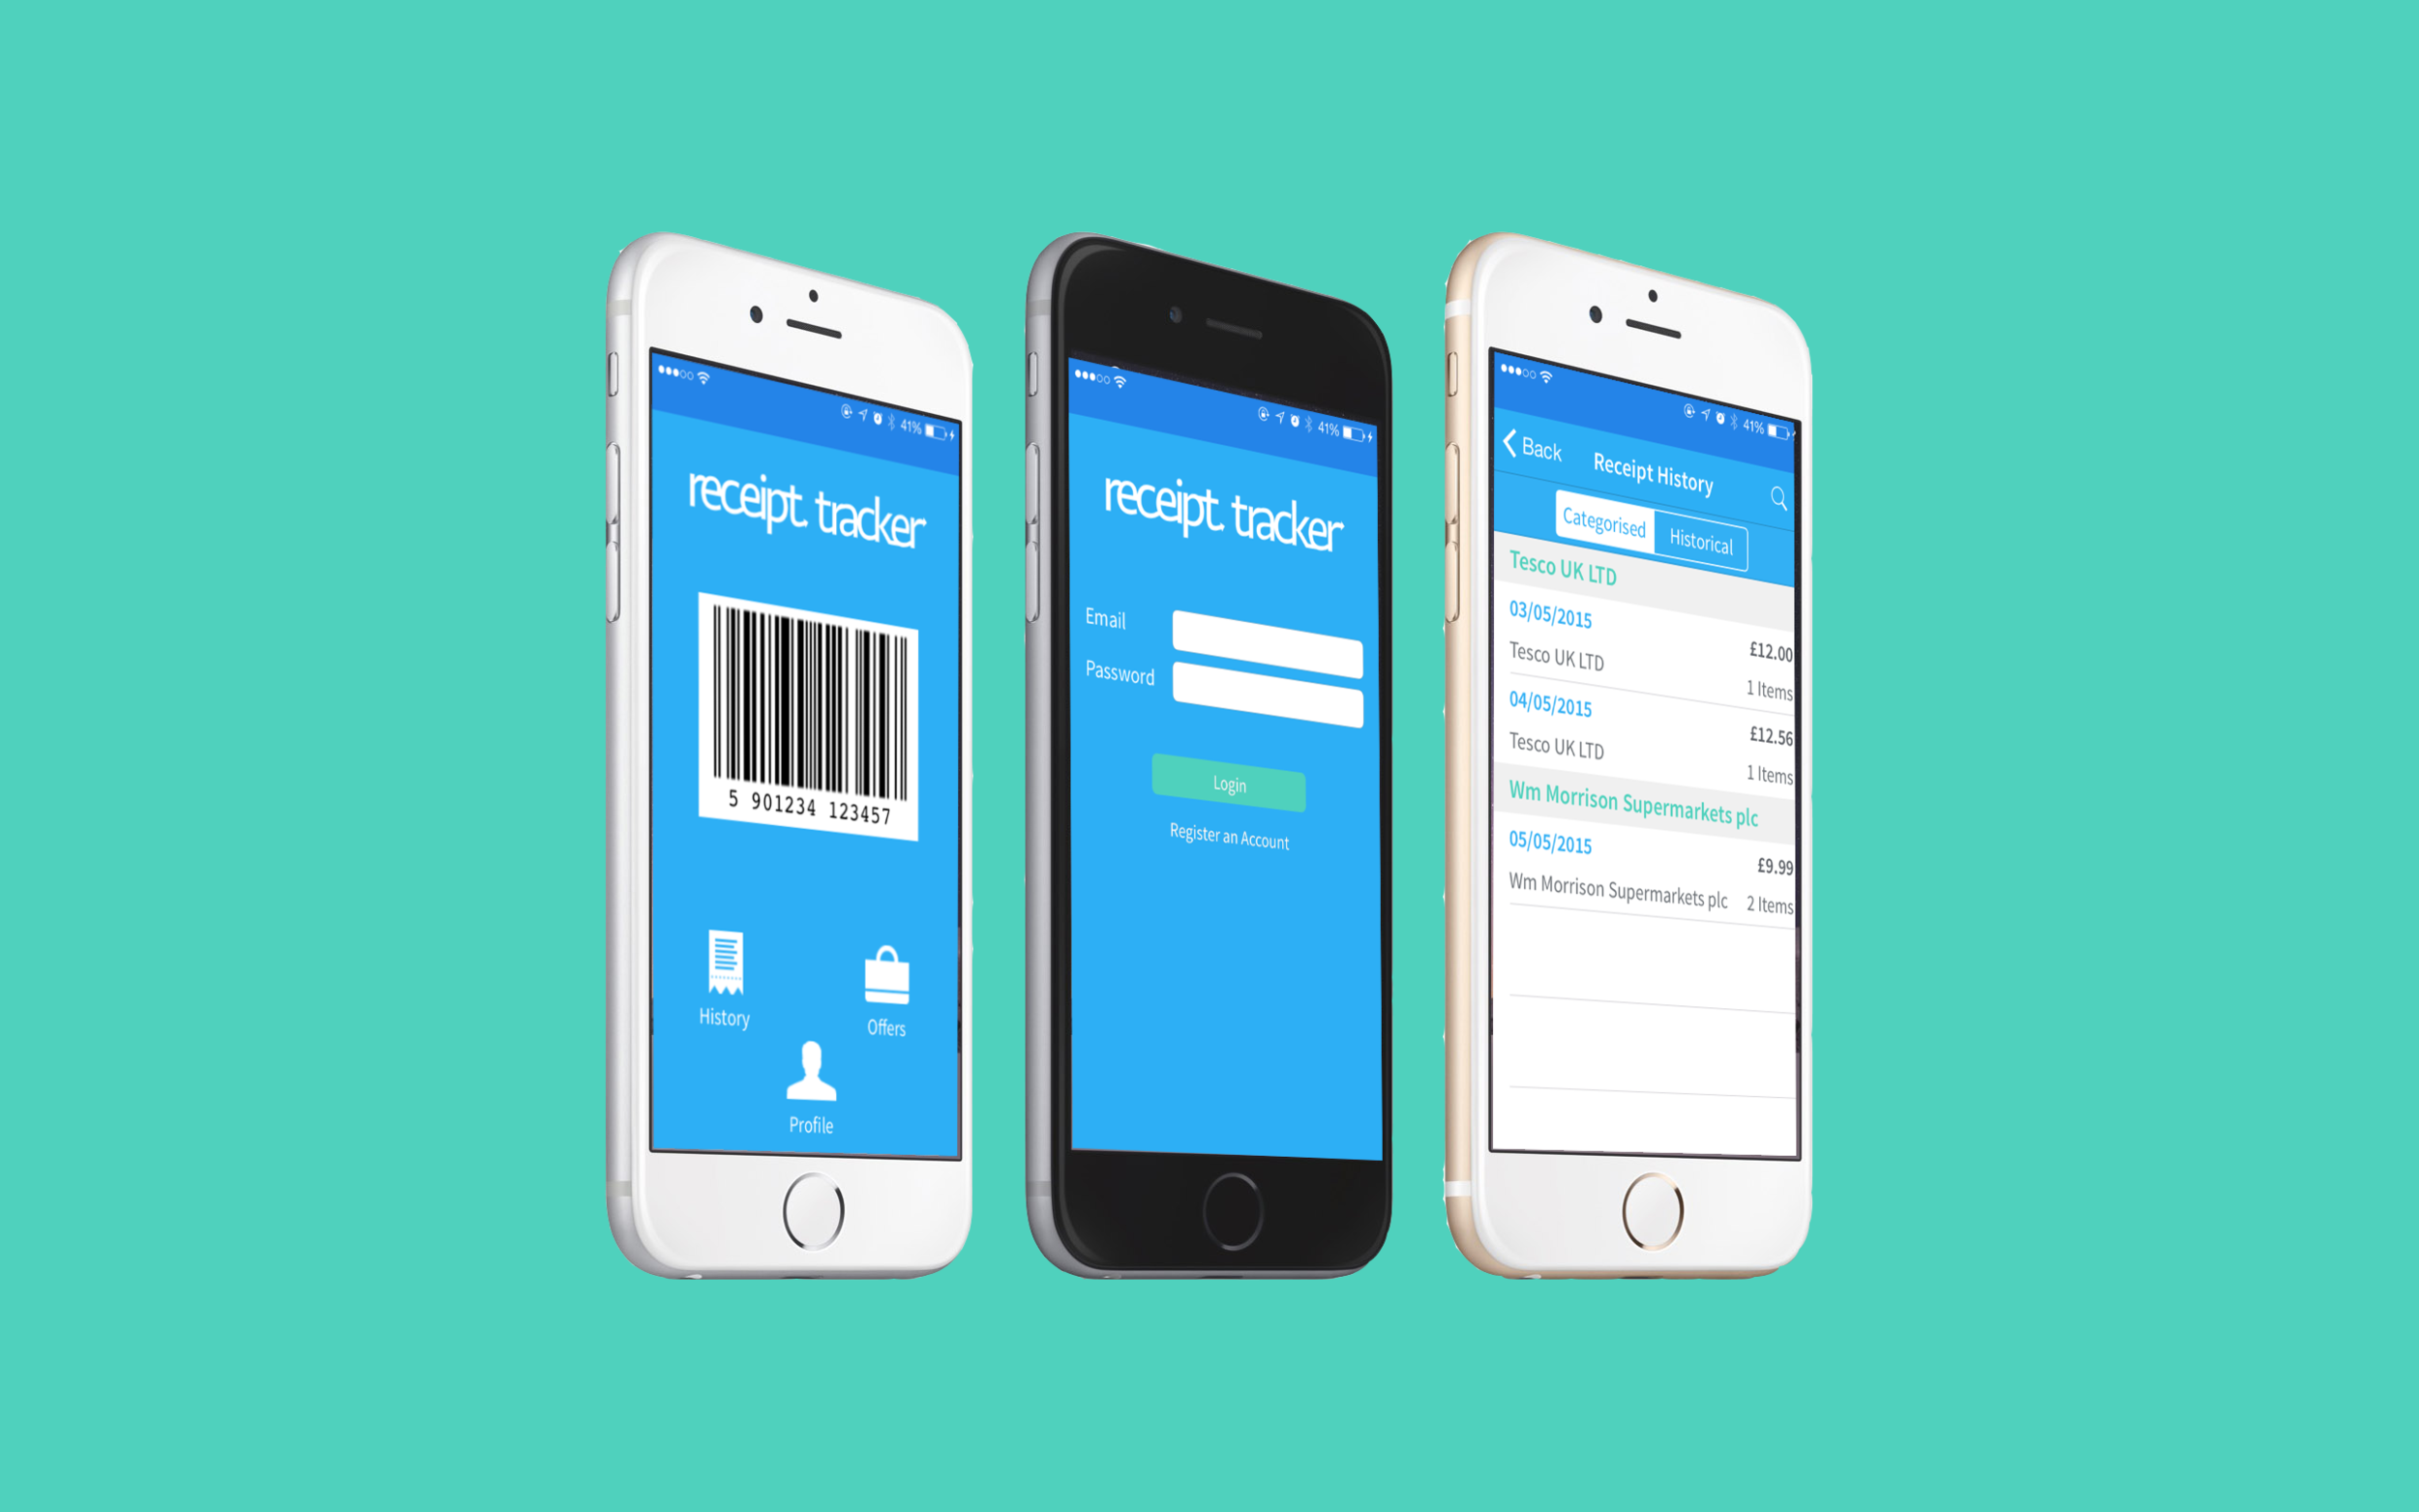 41%
receipt. tracker
5 901234 123457
History
Offers
Profile
41%
receipt. tracker
Email
Password
Login
Register an Account
41%
Back Receipt History
Categorised Historical
Tesco UK LTD
03/05/2015
£12.00
Tesco UK LTD
1 Items
04/05/2015
£12.56
Tesco UK LTD
1 Items
Wm Morrison Supermarkets plc
05/05/2015
£9.99
Wm Morrison Supermarkets plc 2 Items